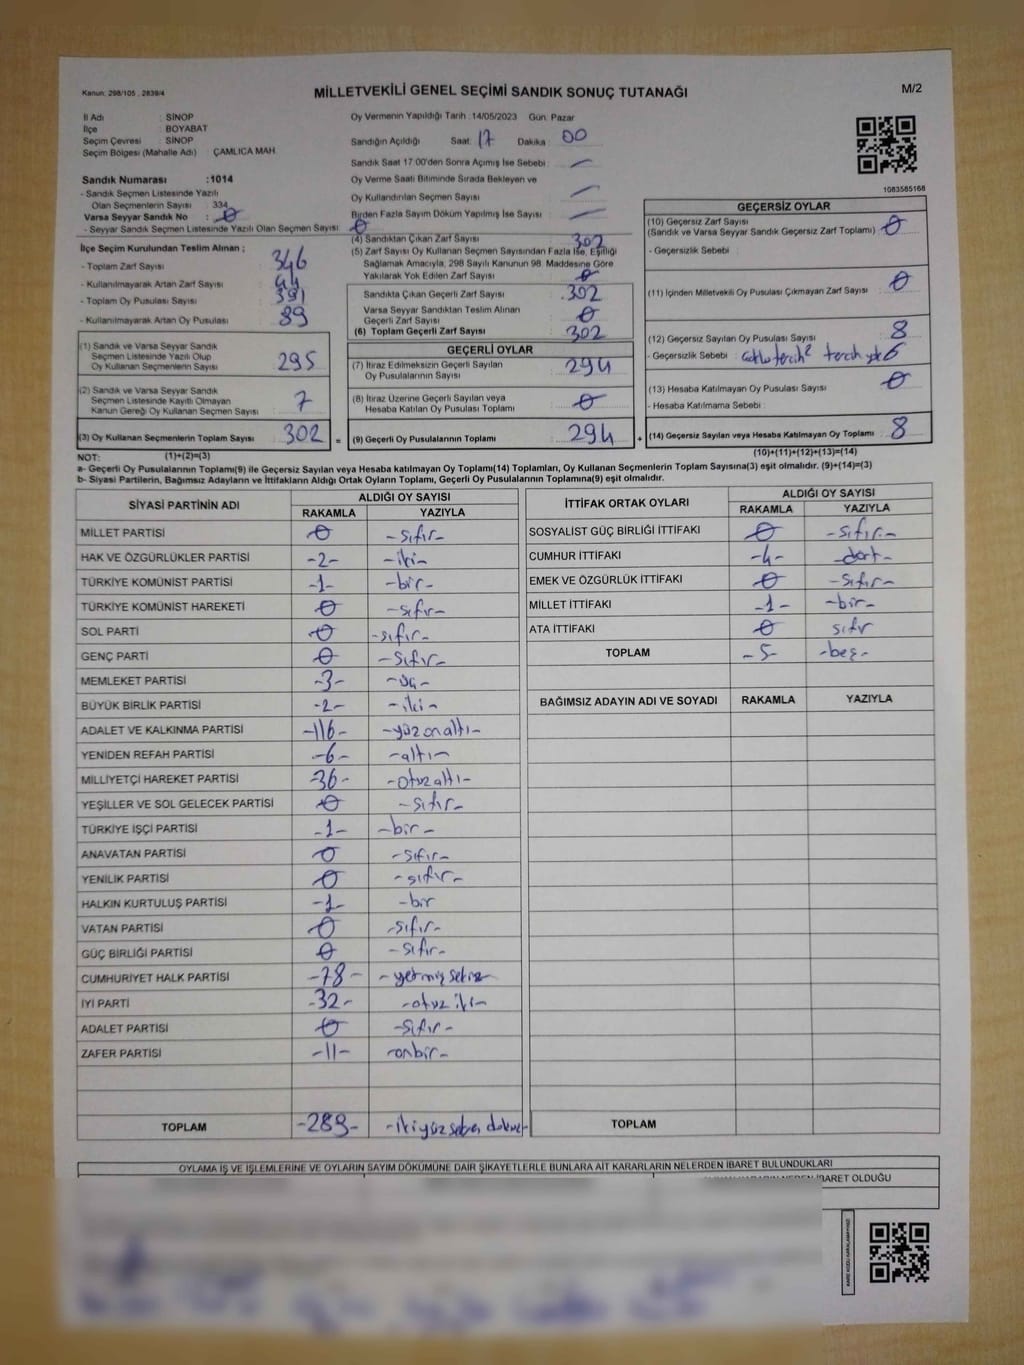 Kanun: 298/105 , 2839/4
MİLLETVEKİLİ GENEL SEÇİMİ SANDIK SONUÇ TUTANAĞI
M/2
İl Adı : SİNOP
İlçe : BOYABAT
Seçim Çevresi : SİNOP
Seçim Bölgesi (Mahalle Adı) : ÇAMLICA MAH.
Oy Vermenin Yapıldığı Tarih :14/05/2023 Gün: Pazar
Sandığın Açıldığı Saat: 17 Dakika: 00
Sandık Saat 17:00'den Sonra Açımış İse Sebebi : —
Oy Verme Saati Bitiminde Sırada Bekleyen ve
Oy Kullandırılan Seçmen Sayısı : —
Birden Fazla Sayım Döküm Yapılmış İse Sayısı : —
1083585168
Sandık Numarası :1014
- Sandık Seçmen Listesinde Yazılı
Olan Seçmenlerin Sayısı : 334
Varsa Seyyar Sandık No : 0
- Seyyar Sandık Seçmen Listesinde Yazılı Olan Seçmen Sayısı: 0
İlçe Seçim Kurulundan Teslim Alınan ;
- Toplam Zarf Sayısı : 346
- Kullanılmayarak Artan Zarf Sayısı : 44
- Toplam Oy Pusulası Sayısı : 391
- Kullanılmayarak Artan Oy Pusulası : 89
(1) Sandık ve Varsa Seyyar Sandık
Seçmen Listesinde Yazılı Olup
Oy Kullanan Seçmenlerin Sayısı : 295
(2) Sandık ve Varsa Seyyar Sandık
Seçmen Listesinde Kayıtlı Olmayan
Kanun Gereği Oy Kullanan Seçmen Sayısı : 7
(3) Oy Kullanan Seçmenlerin Toplam Sayısı : 302 =
(4) Sandıktan Çıkan Zarf Sayısı : 302
(5) Zarf Sayısı Oy Kullanan Seçmen Sayısından Fazla İse, Eşitliği
Sağlamak Amacıyla, 298 Sayılı Kanunun 98. Maddesine Göre
Yakılarak Yok Edilen Zarf Sayısı : 0
Sandıkta Çıkan Geçerli Zarf Sayısı : 302
Varsa Seyyar Sandıktan Teslim Alınan
Geçerli Zarf Sayısı : 0
(6) Toplam Geçerli Zarf Sayısı : 302
GEÇERLİ OYLAR
(7) İtiraz Edilmeksizin Geçerli Sayılan
Oy Pusulalarının Sayısı : 294
(8) İtiraz Üzerine Geçerli Sayılan veya
Hesaba Katılan Oy Pusulası Toplamı : 0
(9) Geçerli Oy Pusulalarının Toplamı : 294 +
GEÇERSİZ OYLAR
(10) Geçersiz Zarf Sayısı
(Sandık ve Varsa Seyyar Sandık Geçersiz Zarf Toplamı) : 0
- Geçersizlik Sebebi :
(11) İçinden Milletvekili Oy Pusulası Çıkmayan Zarf Sayısı : 0
(12) Geçersiz Sayılan Oy Pusulası Sayısı : 8
- Geçersizlik Sebebi : tercih 2 tercih yok 6
(13) Hesaba Katılmayan Oy Pusulası Sayısı : 0
- Hesaba Katılmama Sebebi :
(14) Geçersiz Sayılan veya Hesaba Katılmayan Oy Toplamı : 8
NOT: (1)+(2)=(3) (10)+(11)+(12)+(13)=(14)
a- Geçerli Oy Pusulalarının Toplamı(9) ile Geçersiz Sayılan veya Hesaba katılmayan Oy Toplamı(14) Toplamları, Oy Kullanan Seçmenlerin Toplam Sayısına(3) eşit olmalıdır. (9)+(14)=(3)
b- Siyasi Partilerin, Bağımsız Adayların ve İttifakların Aldığı Ortak Oyların Toplamı, Geçerli Oy Pusulalarının Toplamına(9) eşit olmalıdır.
SİYASİ PARTİNİN ADI ALDIĞI OY SAYISI
RAKAMLA YAZIYLA
MİLLET PARTİSİ 0 -sıfır-
HAK VE ÖZGÜRLÜKLER PARTİSİ -2- -iki-
TÜRKİYE KOMÜNİST PARTİSİ -1- -bir-
TÜRKİYE KOMÜNİST HAREKETİ 0 -sıfır-
SOL PARTİ 0 -sıfır-
GENÇ PARTİ 0 -sıfır-
MEMLEKET PARTİSİ -3- -üç-
BÜYÜK BİRLİK PARTİSİ -2- -iki-
ADALET VE KALKINMA PARTİSİ -116- -yüzonaltı-
YENİDEN REFAH PARTİSİ -6- -altı-
MİLLİYETÇİ HAREKET PARTİSİ -36- -otuzaltı-
YEŞİLLER VE SOL GELECEK PARTİSİ 0 -sıfır-
TÜRKİYE İŞÇİ PARTİSİ -1- -bir-
ANAVATAN PARTİSİ 0 -sıfır-
YENİLİK PARTİSİ 0 -sıfır-
HALKIN KURTULUŞ PARTİSİ -1- -bir
VATAN PARTİSİ 0 -sıfır-
GÜÇ BİRLİĞİ PARTİSİ 0 -sıfır-
CUMHURİYET HALK PARTİSİ -78- -yetmiş sekiz-
İYİ PARTİ -32- -otuz iki-
ADALET PARTİSİ 0 -sıfır-
ZAFER PARTİSİ -11- -onbir-
TOPLAM -289- -ikiyüz seksen dokuz-
İTTİFAK ORTAK OYLARI ALDIĞI OY SAYISI
RAKAMLA YAZIYLA
SOSYALİST GÜÇ BİRLİĞİ İTTİFAKI 0 -sıfır-
CUMHUR İTTİFAKI -4- -dört-
EMEK VE ÖZGÜRLÜK İTTİFAKI 0 -sıfır-
MİLLET İTTİFAKI -1- -bir-
ATA İTTİFAKI 0 sıfır
TOPLAM -5- -beş-
BAĞIMSIZ ADAYIN ADI VE SOYADI RAKAMLA YAZIYLA
TOPLAM
OYLAMA İŞ VE İŞLEMLERİNE VE OYLARIN SAYIM DÖKÜMÜNE DAİR ŞİKAYETLERLE BUNLARA AİT KARARLARIN NELERDEN İBARET BULUNDUKLARI
İBARET OLDUĞU